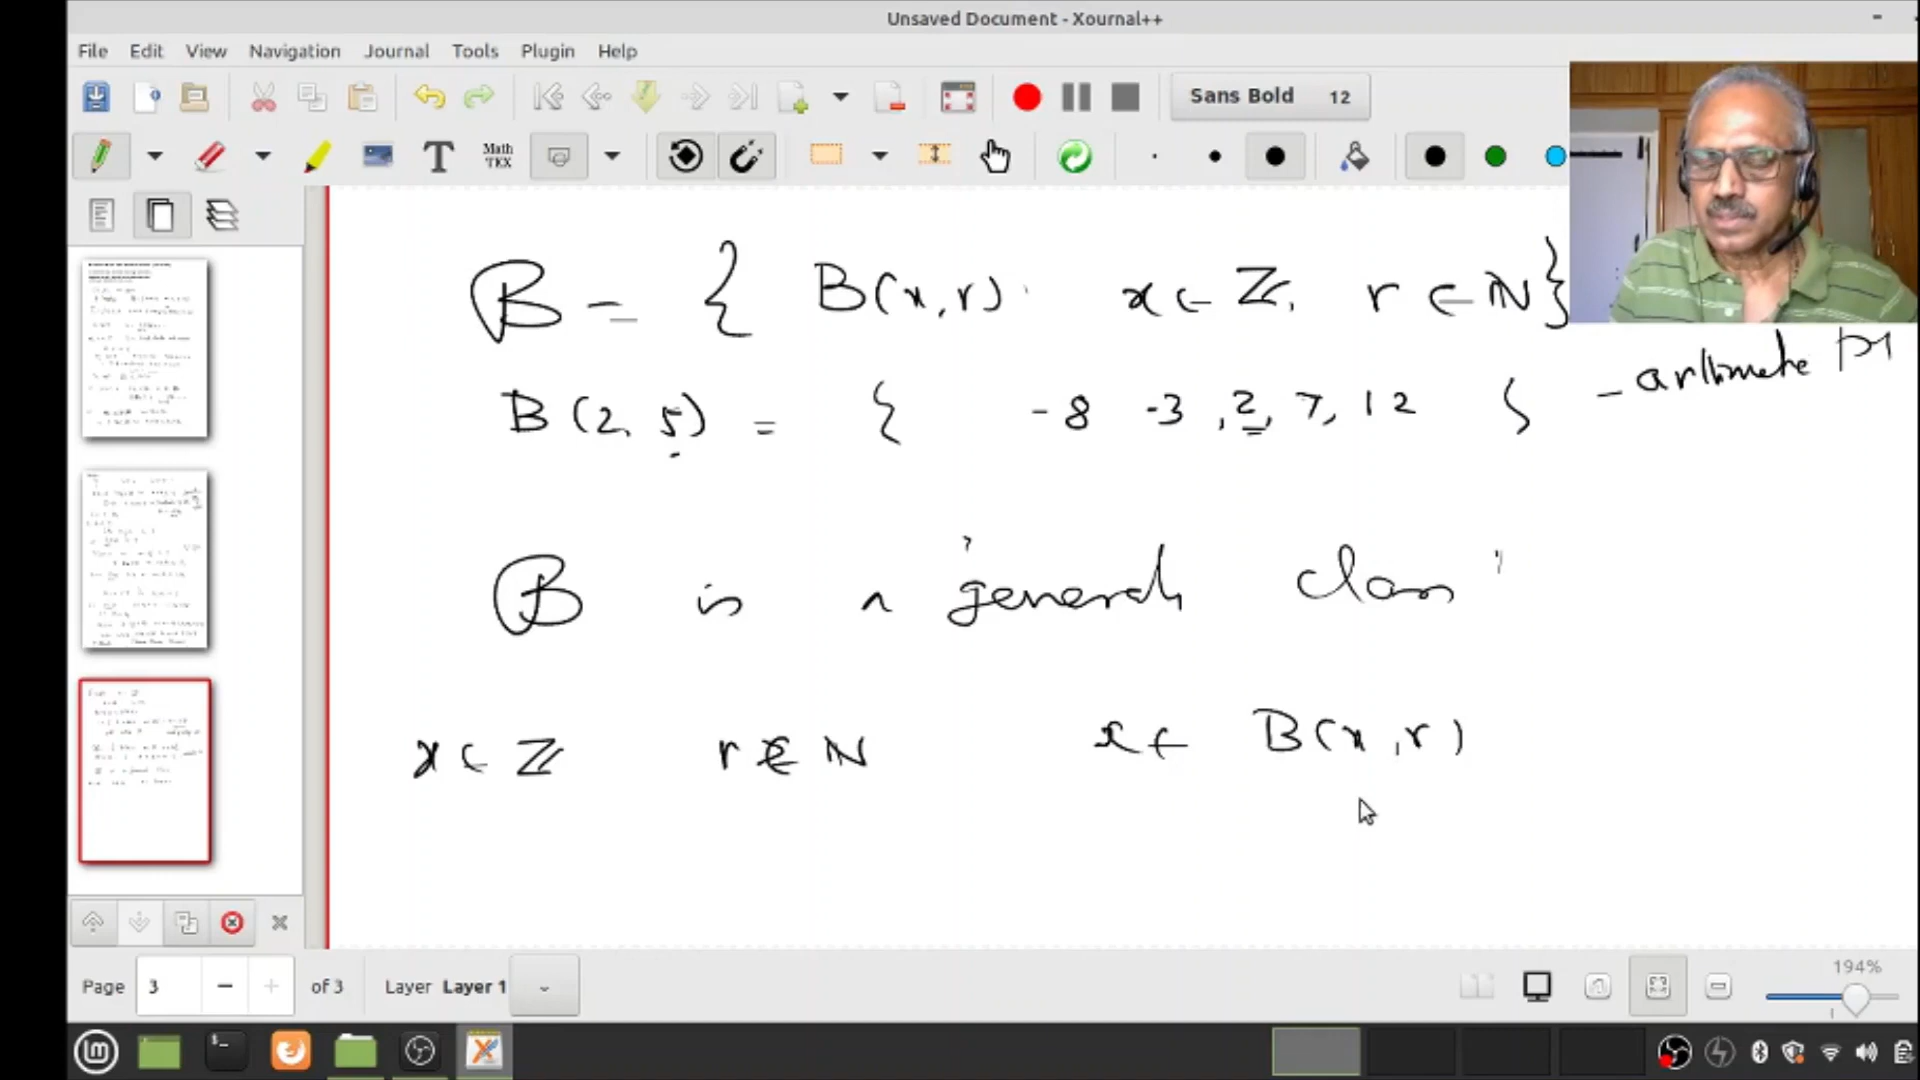 Unsaved Document - Xournal++
File Edit View Navigation Journal Tools Plugin Help
Sans Bold 12
T Math TEX
𝓑 = { B(x,r) : x ∈ ℤ, r ∈ ℕ}
B(2,5) = { -8 -3, 2, 7, 12 } - arithmetic
𝓑 is a "general class"
x ∈ ℤ r ∈ ℕ x ∈ B(x,r)
Page 3 - + of 3 Layer Layer 1
194%